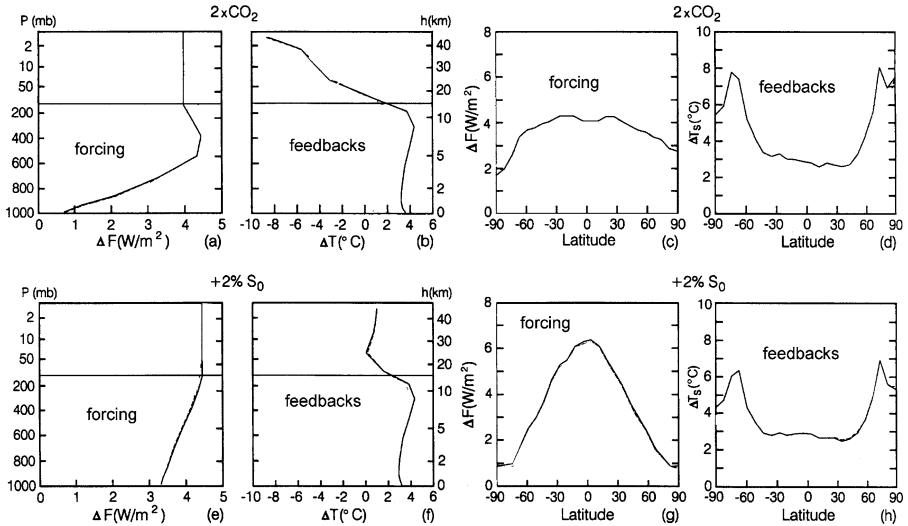 2xCO₂
P (mb) h(km)
2
10
50
200
400
600
800
1000
forcing
0 1 2 3 4 5
ΔF(W/m²) (a)
feedbacks
40
30
20
10
5
2
0
-10 -8 -6 -4 -2 0 2 4 6
ΔT(°C) (b)
2xCO₂
8
6
4
2
0
ΔF(W/m²)
forcing
-90 -60 -30 0 30 60 90
Latitude (c)
10
8
6
4
2
0
ΔTₛ(°C)
feedbacks
-90 -60 -30 0 30 60 90
Latitude (d)
+2% S₀
P (mb) h(km)
2
10
50
200
400
600
800
1000
forcing
0 1 2 3 4 5
ΔF(W/m²) (e)
feedbacks
40
30
20
10
5
2
0
-10 -8 -6 -4 -2 0 2 4 6
ΔT(°C) (f)
+2% S₀
8
6
4
2
0
ΔF(W/m²)
forcing
-90 -60 -30 0 30 60 90
Latitude (g)
10
8
6
4
2
0
ΔTₛ(°C)
feedbacks
-90 -60 -30 0 30 60 90
Latitude (h)